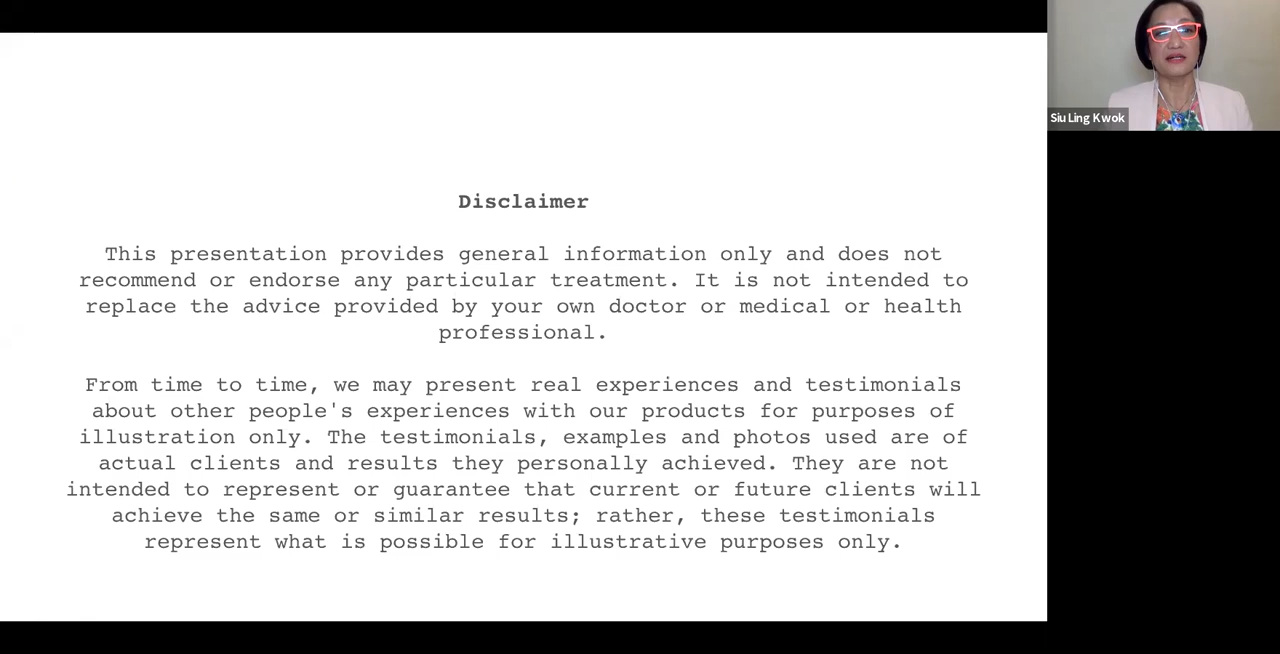 Disclaimer
This presentation provides general information only and does not
recommend or endorse any particular treatment. It is not intended to
replace the advice provided by your own doctor or medical or health
professional.
From time to time, we may present real experiences and testimonials
about other people's experiences with our products for purposes of
illustration only. The testimonials, examples and photos used are of
actual clients and results they personally achieved. They are not
intended to represent or guarantee that current or future clients will
achieve the same or similar results; rather, these testimonials
represent what is possible for illustrative purposes only.
Siu Ling Kwok